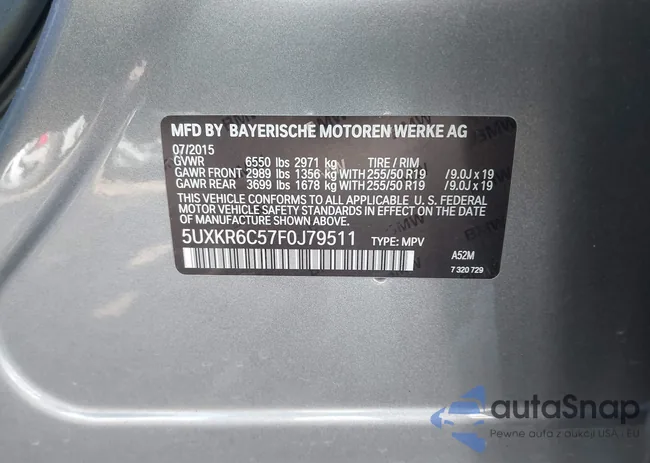 MFD BY BAYERISCHE MOTOREN WERKE AG
07/2015
GVWR 6550 lbs 2971 kg TIRE / RIM
GAWR FRONT 2989 lbs 1356 kg WITH 255/50 R19 /9.0J x 19
GAWR REAR 3699 lbs 1678 kg WITH 255/50 R19 /9.0J x 19
THIS VEHICLE CONFORMS TO ALL APPLICABLE U. S. FEDERAL
MOTOR VEHICLE SAFETY STANDARDS IN EFFECT ON THE DATE OF
MANUFACTURE SHOWN ABOVE.
5UXKR6C57F0J79511 TYPE: MPV
A52M
7 320 729
autoSnap
Pewne auta z aukcji USA - EU